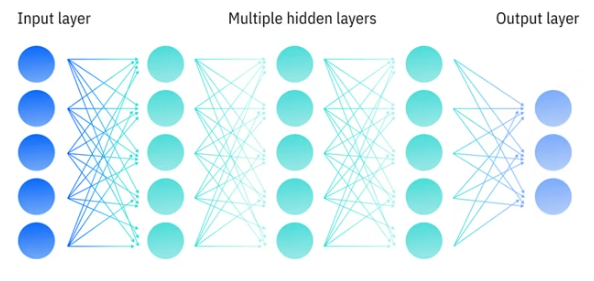 Input layer
Multiple hidden layers
Output layer